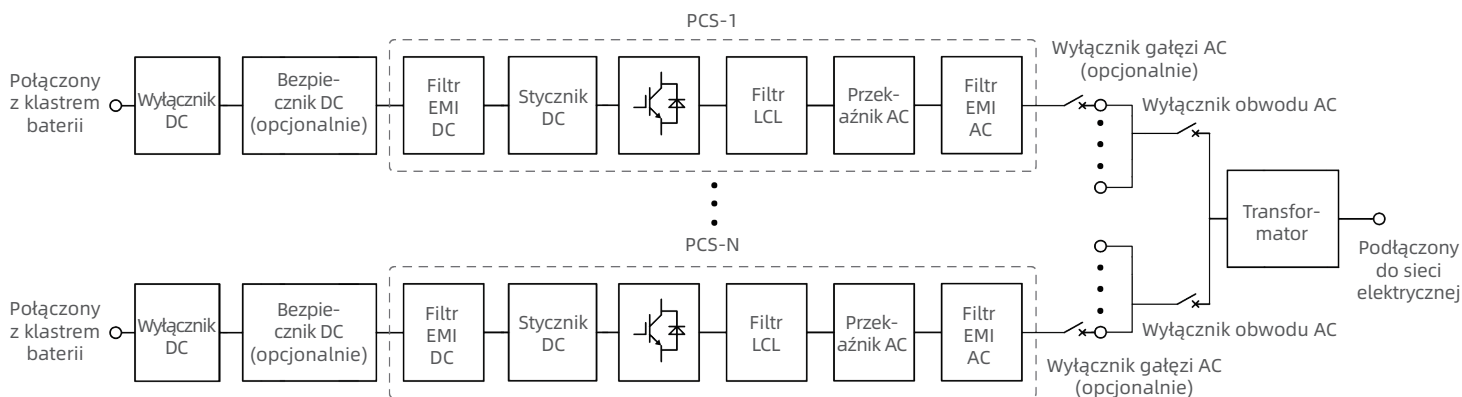 PCS-1
Połączony
z klastrem
baterii
Wyłącznik
DC
Bezpie-
cznik DC
(opcjonalnie)
Filtr
EMI
DC
Stycznik
DC
Filtr
LCL
Przek-
aźnik AC
Filtr
EMI
AC
Wyłącznik gałęzi AC
(opcjonalnie)
Wyłącznik obwodu AC
Transfor-
mator
Podłączony
do sieci
elektrycznej
PCS-N
Połączony
z klastrem
baterii
Wyłącznik
DC
Bezpie-
cznik DC
(opcjonalnie)
Filtr
EMI
DC
Stycznik
DC
Filtr
LCL
Przek-
aźnik AC
Filtr
EMI
AC
Wyłącznik obwodu AC
Wyłącznik gałęzi AC
(opcjonalnie)